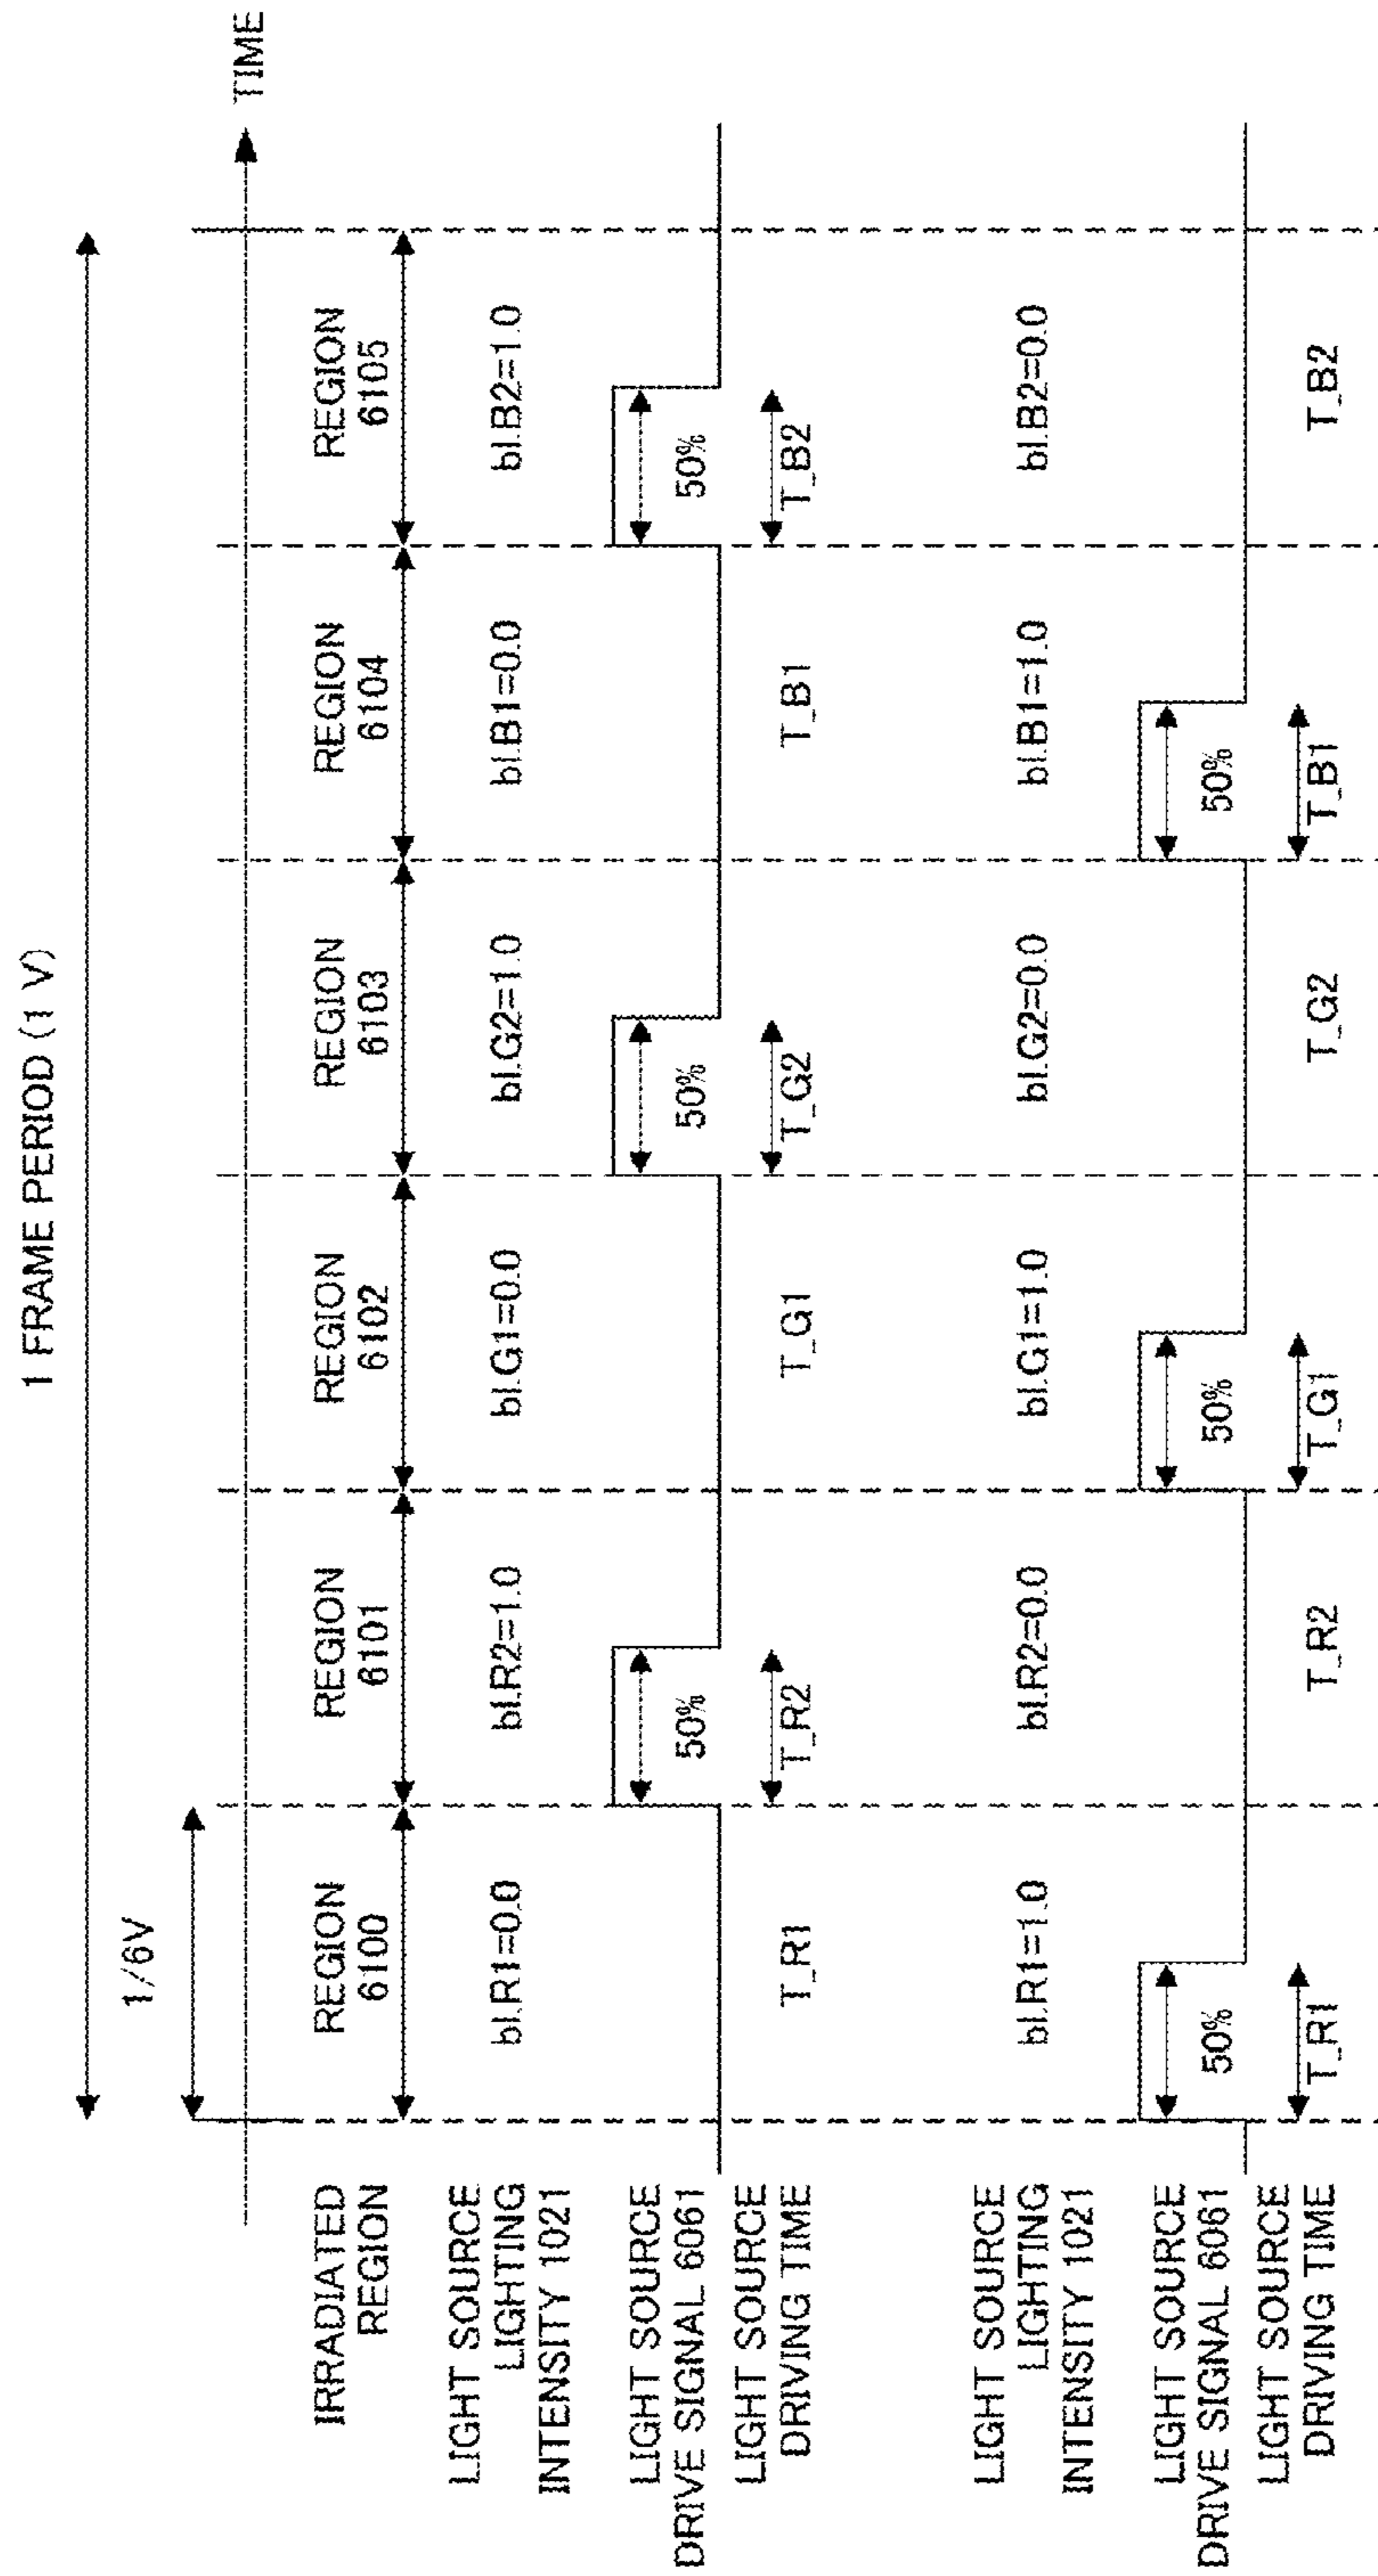 1 FRAME PERIOD (1 V)
1/6V
TIME
IRRADIATED
REGION
REGION
6100
REGION
6101
REGION
6102
REGION
6103
REGION
6104
REGION
6105
LIGHT SOURCE
LIGHTING
INTENSITY 1021
bl.R1=0.0
bl.R2=1.0
bl.G1=0.0
bl.G2=1.0
bl.B1=0.0
bl.B2=1.0
LIGHT SOURCE
DRIVE SIGNAL 6061
50%
50%
50%
LIGHT SOURCE
DRIVING TIME
T_R1
T_R2
T_G1
T_G2
T_B1
T_B2
LIGHT SOURCE
LIGHTING
INTENSITY 1021
bl.R1=1.0
bl.R2=0.0
bl.G1=1.0
bl.G2=0.0
bl.B1=1.0
bl.B2=0.0
LIGHT SOURCE
DRIVE SIGNAL 6061
50%
50%
50%
LIGHT SOURCE
DRIVING TIME
T_R1
T_R2
T_G1
T_G2
T_B1
T_B2